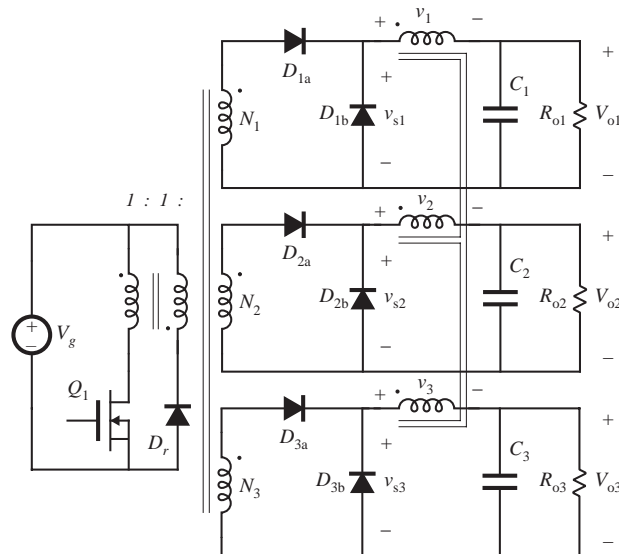 v1
+ −
D1a
N1
D1b
+
vs1
−
C1
Ro1
+
Vo1
−
1 : 1 :
v2
+ −
D2a
N2
D2b
+
vs2
−
C2
Ro2
+
Vo2
−
+
−
Vg
Q1
Dr
v3
+ −
D3a
N3
D3b
+
vs3
−
C3
Ro3
+
Vo3
−